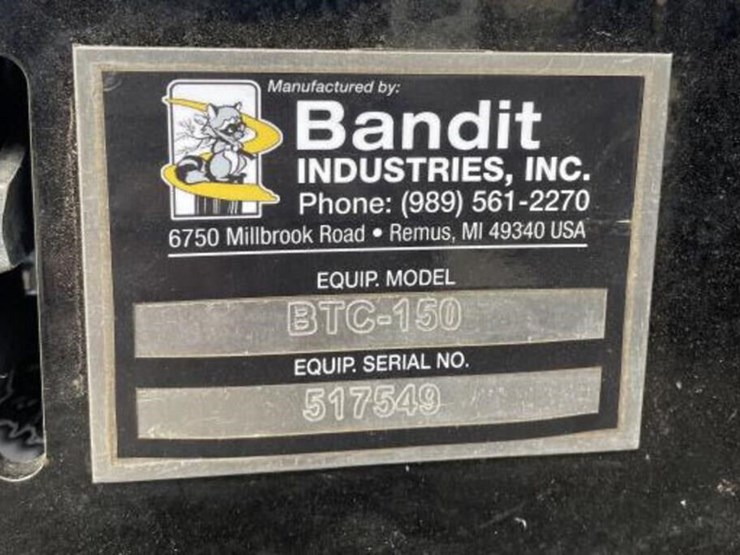 Manufactured by:
Bandit
INDUSTRIES, INC.
Phone: (989) 561-2270
6750 Millbrook Road • Remus, MI 49340 USA
EQUIP. MODEL
BTC-150
EQUIP. SERIAL NO.
517549